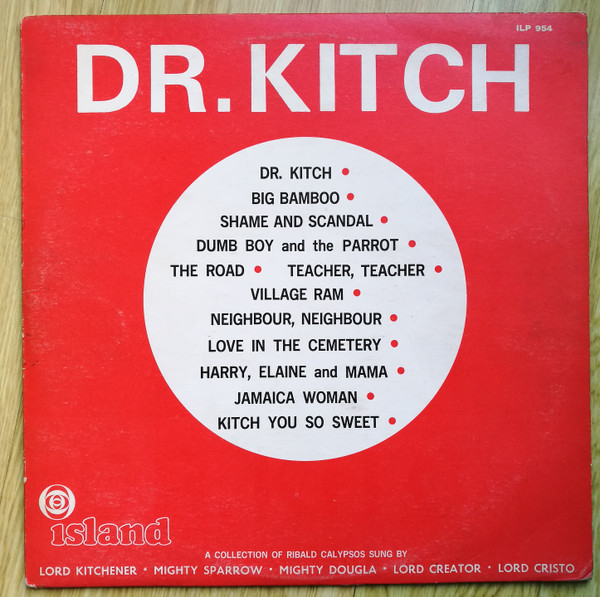 ILP 954
DR. KITCH
DR. KITCH •
BIG BAMBOO •
SHAME AND SCANDAL •
DUMB BOY and the PARROT •
THE ROAD • TEACHER, TEACHER •
VILLAGE RAM •
NEIGHBOUR, NEIGHBOUR •
LOVE IN THE CEMETERY •
HARRY, ELAINE and MAMA •
JAMAICA WOMAN •
KITCH YOU SO SWEET •
island
A COLLECTION OF RIBALD CALYPSOS SUNG BY
LORD KITCHENER • MIGHTY SPARROW • MIGHTY DOUGLA • LORD CREATOR • LORD CRISTO